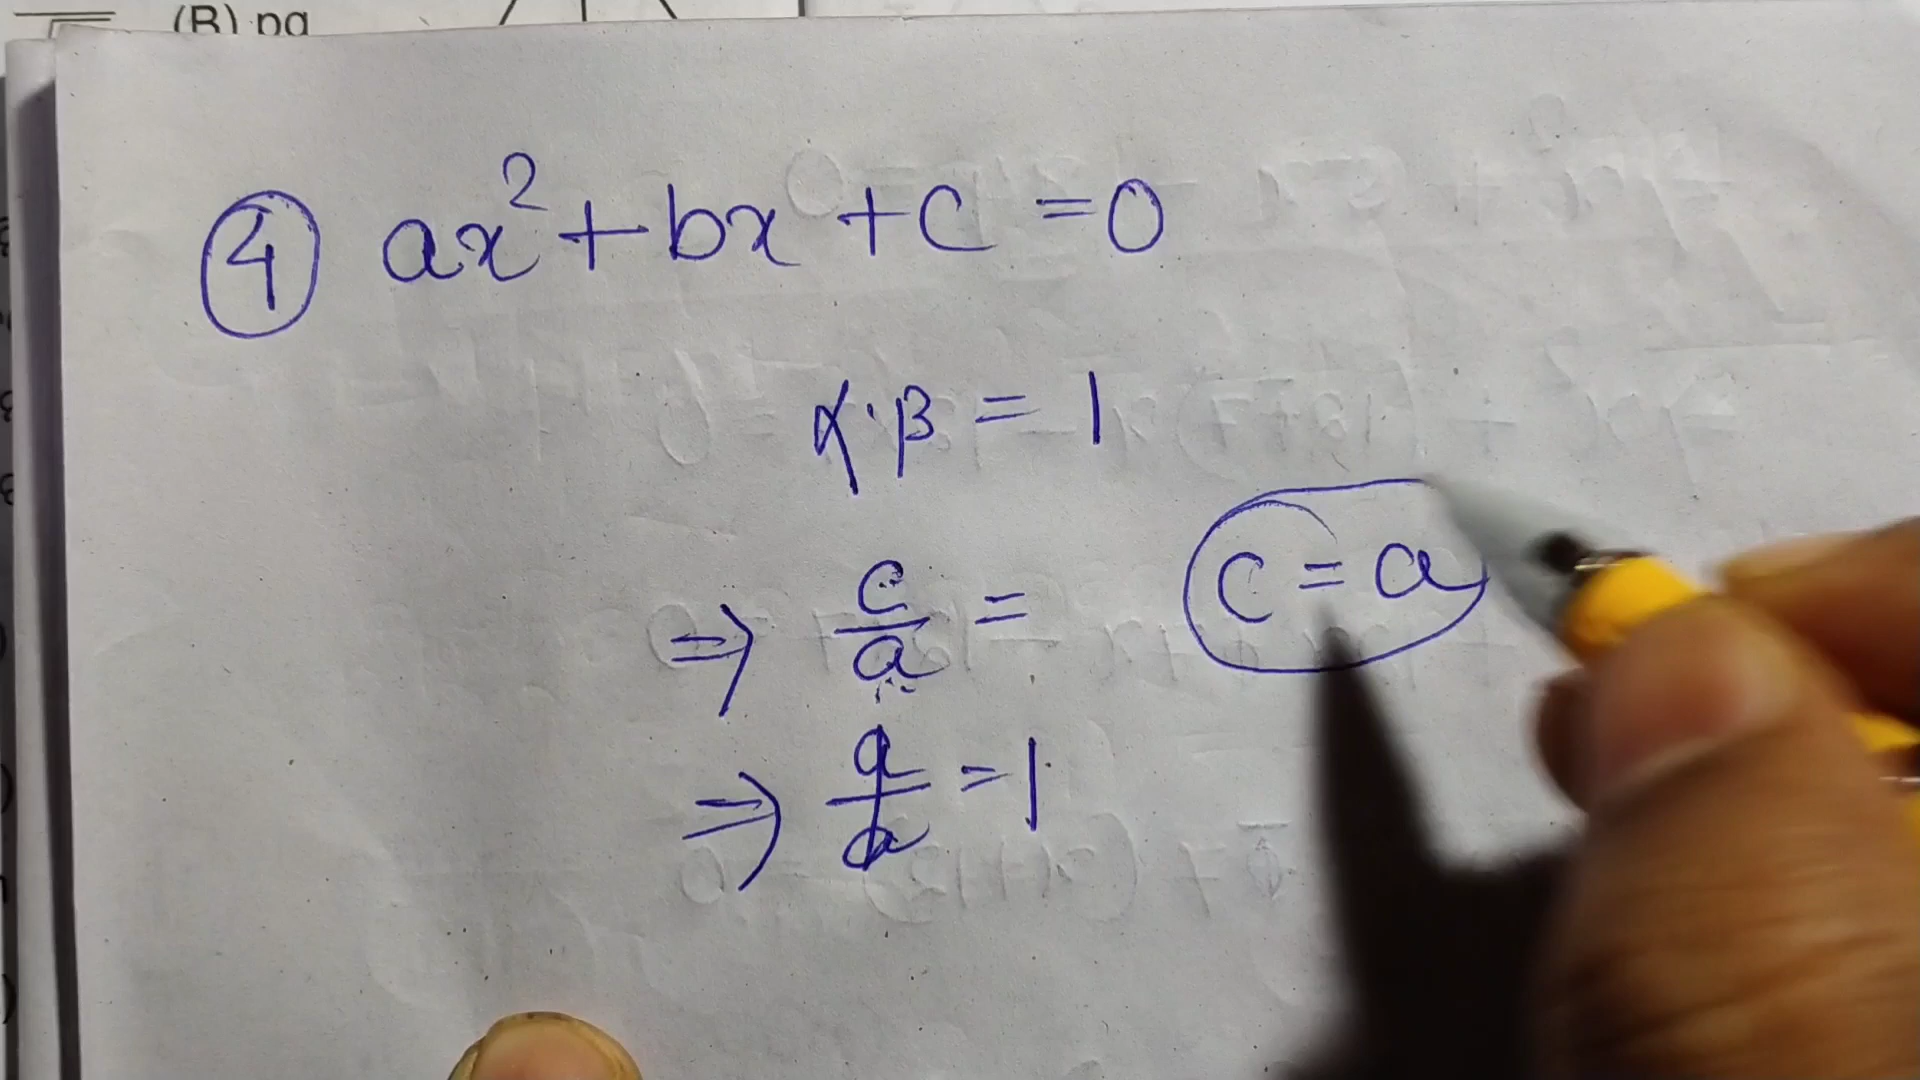 (B) pq
④ ax² + bx + c = 0
α·β = 1
⇒ c/a =
c = a
⇒ a/a = 1